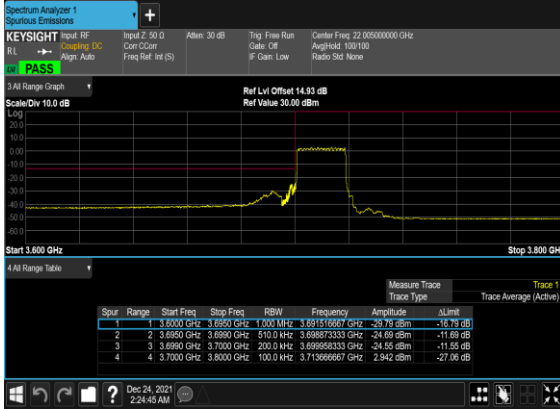 Spectrum Analyzer 1
Spurious Emissions
+
KEYSIGHT Input: RF Input Z: 50 Ω Atten: 30 dB Trig: Free Run Center Freq: 22.005000000 GHz
RL Coupling: DC Corr CCorr Gate: Off Avg|Hold: 100/100
Align: Auto Freq Ref: Int (S) IF Gain: Low Radio Std: None
PASS
3 All Range Graph
Ref Lvl Offset 14.93 dB
Scale/Div 10.0 dB Ref Value 30.00 dBm
Log
20.0
10.0
0.00
-10.0
-20.0
-30.0
-40.0
-50.0
-60.0
Start 3.600 GHz Stop 3.800 GH
4 All Range Table
Measure Trace Trace 1
Trace Type Trace Average (Active)
Spur Range Start Freq Stop Freq RBW Frequency Amplitude ΔLimit
1 1 3.6000 GHz 3.6950 GHz 1.000 MHz 3.691516667 GHz -29.79 dBm -16.79 dB
2 2 3.6950 GHz 3.6990 GHz 510.0 kHz 3.698873333 GHz -24.69 dBm -11.69 dB
3 3 3.6990 GHz 3.7000 GHz 200.0 kHz 3.699958333 GHz -24.55 dBm -11.55 dB
4 4 3.7000 GHz 3.8000 GHz 100.0 kHz 3.713666667 GHz 2.942 dBm -27.06 dB
? Dec 24, 2021
2:24:45 AM